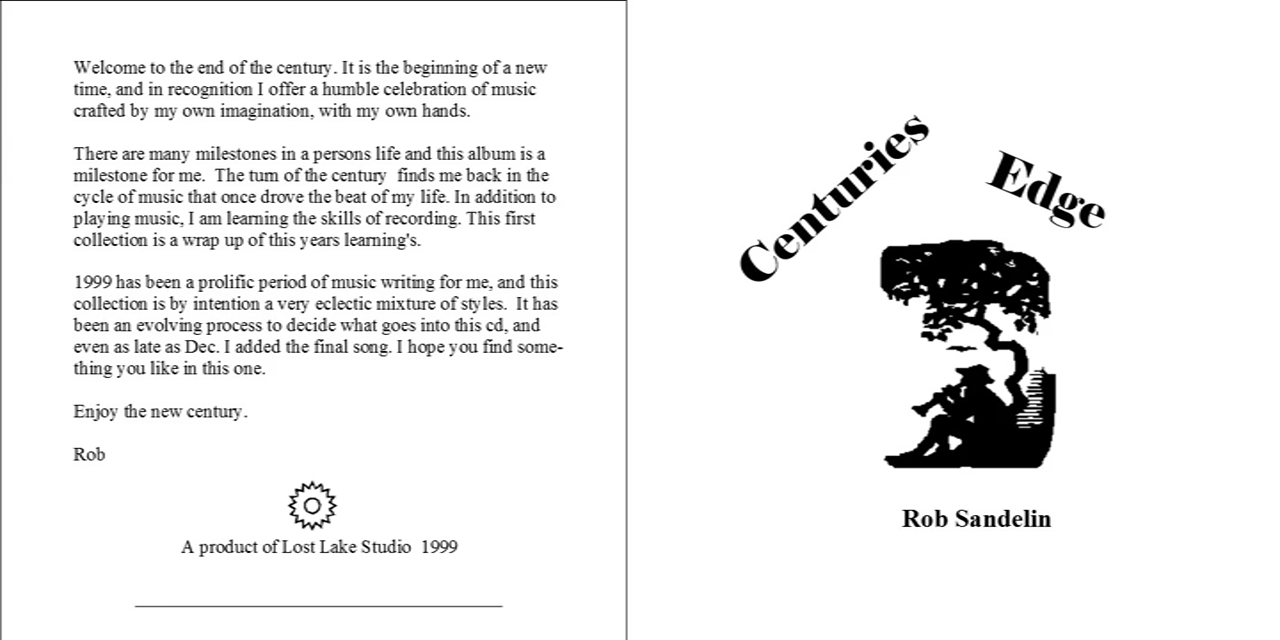 Welcome to the end of the century. It is the beginning of a new
time, and in recognition I offer a humble celebration of music
crafted by my own imagination, with my own hands.
There are many milestones in a persons life and this album is a
milestone for me.  The turn of the century  finds me back in the
cycle of music that once drove the beat of my life. In addition to
playing music, I am learning the skills of recording. This first
collection is a wrap up of this years learning's.
1999 has been a prolific period of music writing for me, and this
collection is by intention a very eclectic mixture of styles.  It has
been an evolving process to decide what goes into this cd, and
even as late as Dec. I added the final song. I hope you find some-
thing you like in this one.
Enjoy the new century.
Rob
A product of Lost Lake Studio  1999
Centuries
Edge
Rob Sandelin